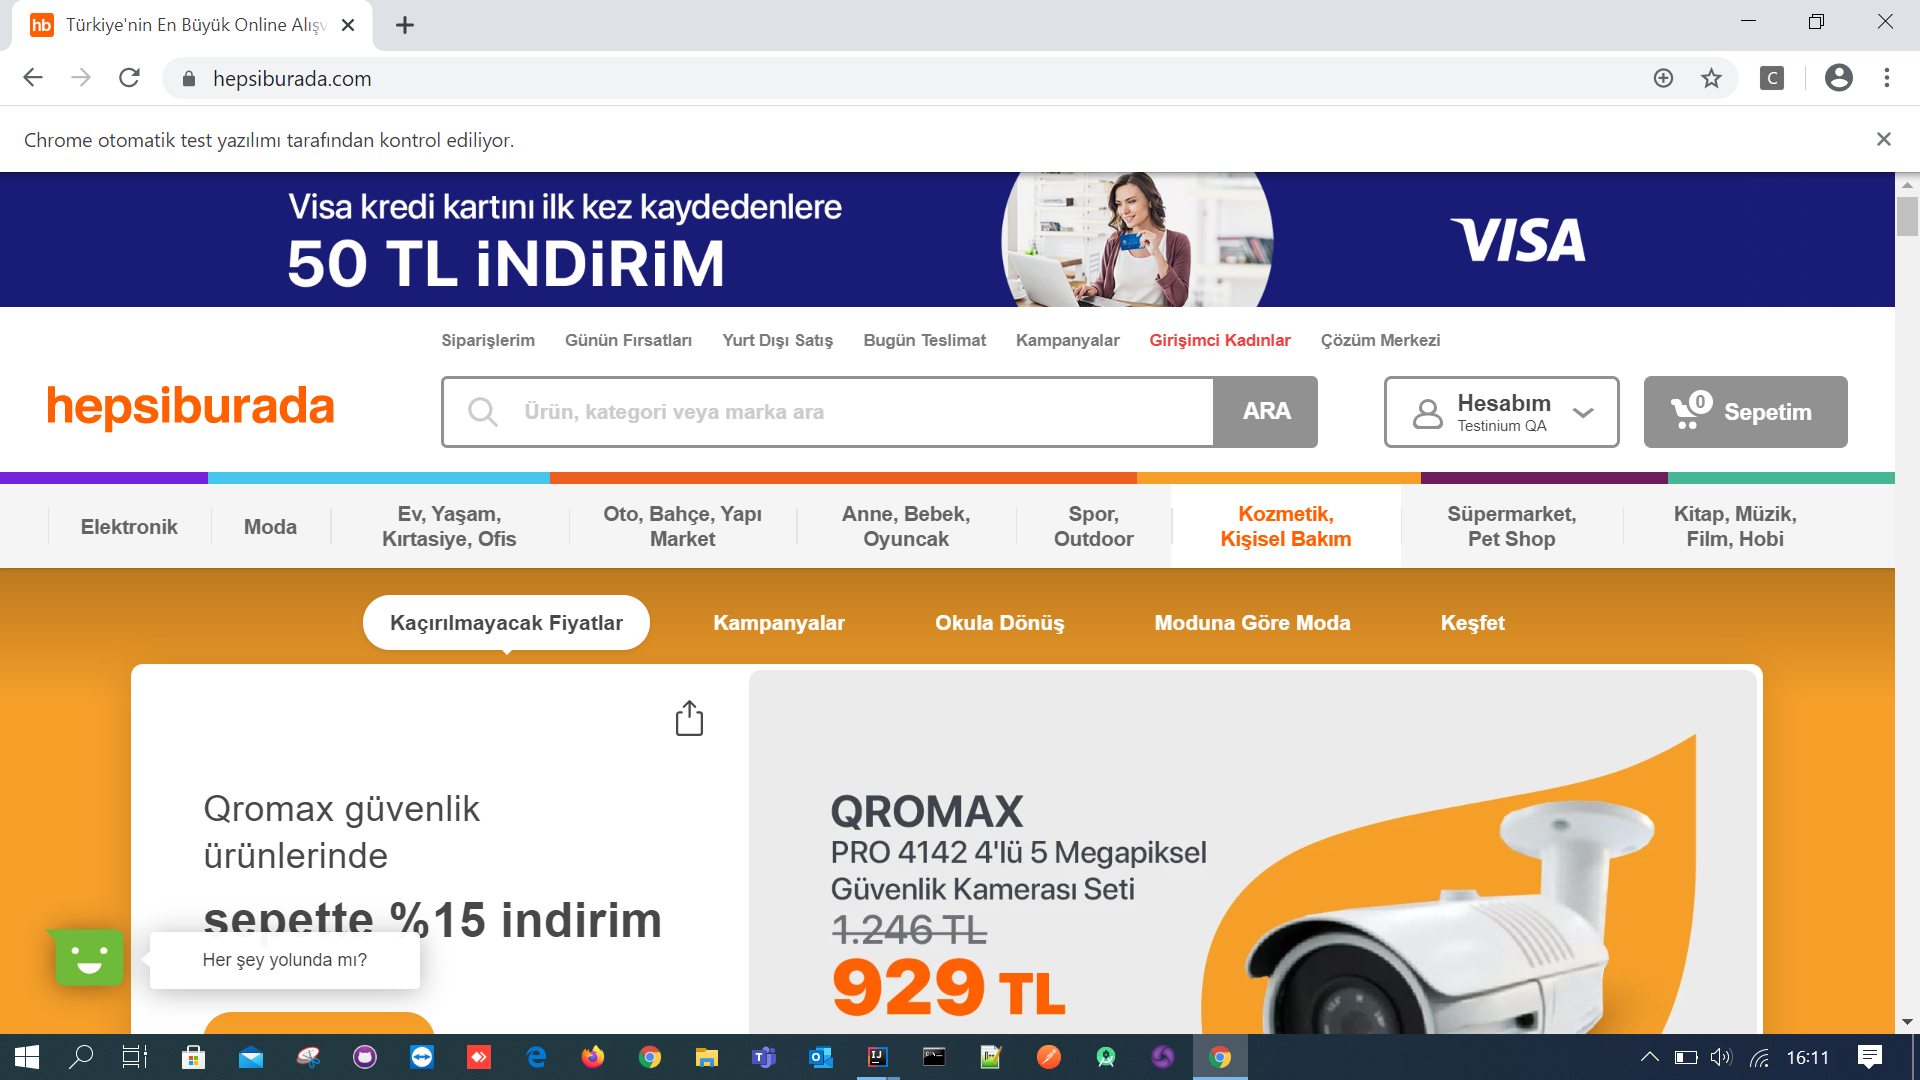 hb Türkiye'nin En Büyük Online Alışv
hepsiburada.com
C
Chrome otomatik test yazılımı tarafından kontrol ediliyor.
Visa kredi kartını ilk kez kaydedenlere
50 TL iNDiRiM
VISA
Siparişlerim Günün Fırsatları Yurt Dışı Satış Bugün Teslimat Kampanyalar Girişimci Kadınlar Çözüm Merkezi
hepsiburada
Ürün, kategori veya marka ara
ARA
Hesabım
Testinium QA
0
Sepetim
Elektronik
Moda
Ev, Yaşam,
Kırtasiye, Ofis
Oto, Bahçe, Yapı
Market
Anne, Bebek,
Oyuncak
Spor,
Outdoor
Kozmetik,
Kişisel Bakım
Süpermarket,
Pet Shop
Kitap, Müzik,
Film, Hobi
Kaçırılmayacak Fiyatlar Kampanyalar Okula Dönüş Moduna Göre Moda Keşfet
Qromax güvenlik
ürünlerinde
sepette %15 indirim
QROMAX
PRO 4142 4'lü 5 Megapiksel
Güvenlik Kamerası Seti
1.246 TL
929 TL
Her şey yolunda mı?
16:11